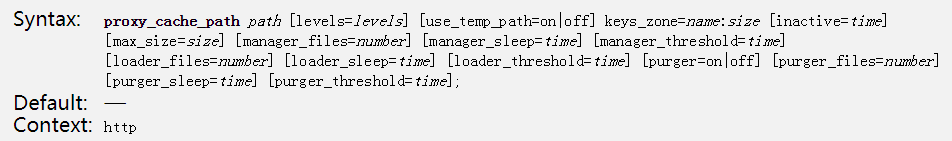 Syntax: proxy_cache_path path [levels=levels] [use_temp_path=on|off] keys_zone=name:size [inactive=time]
[max_size=size] [manager_files=number] [manager_sleep=time] [manager_threshold=time]
[loader_files=number] [loader_sleep=time] [loader_threshold=time] [purger=on|off] [purger_files=number]
[purger_sleep=time] [purger_threshold=time];
Default: —
Context: http